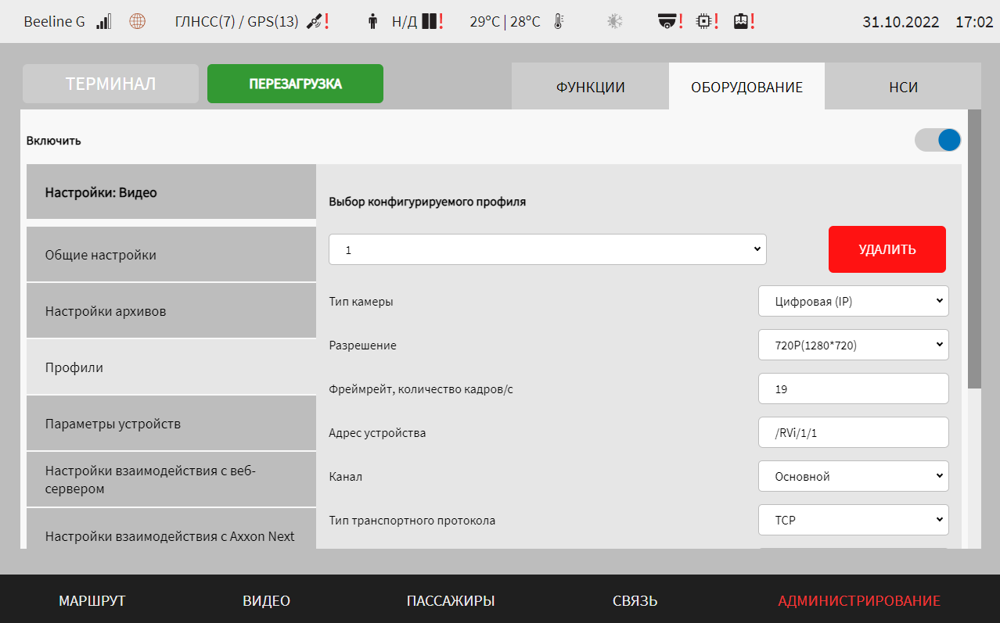 Beeline G ГЛНСС(7) / GPS(13) ! Н/Д ! 29°C | 28°C ! ! ! 31.10.2022 17:02
ТЕРМИНАЛ ПЕРЕЗАГРУЗКА ФУНКЦИИ ОБОРУДОВАНИЕ НСИ
Включить
Настройки: Видео
Общие настройки
Настройки архивов
Профили
Параметры устройств
Настройки взаимодействия с веб-
сервером
Настройки взаимодействия с Axxon Next
Выбор конфигурируемого профиля
1 УДАЛИТЬ
Тип камеры Цифровая (IP)
Разрешение 720P(1280*720)
Фреймрейт, количество кадров/с 19
Адрес устройства /RVi/1/1
Канал Основной
Тип транспортного протокола TCP
МАРШРУТ ВИДЕО ПАССАЖИРЫ СВЯЗЬ АДМИНИСТРИРОВАНИЕ